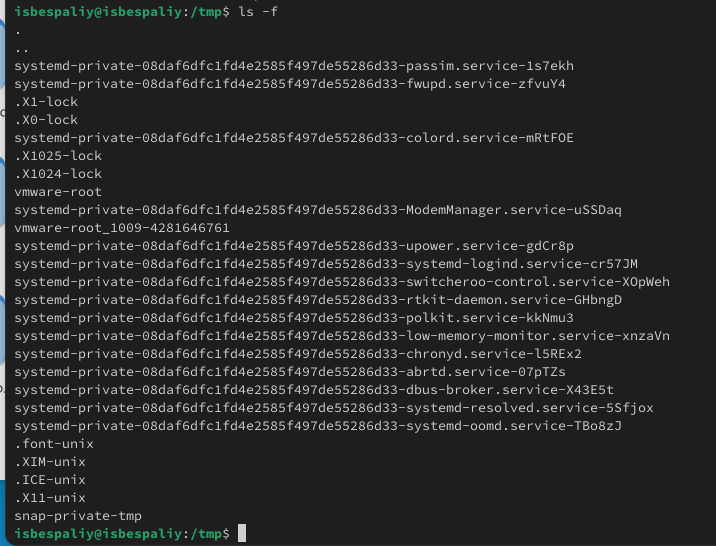 isbespaliy@isbespaliy:/tmp$ ls -f
.
..
systemd-private-08daf6dfc1fd4e2585f497de55286d33-passim.service-1s7ekh
systemd-private-08daf6dfc1fd4e2585f497de55286d33-fwupd.service-zfvuY4
.X1-lock
.X0-lock
systemd-private-08daf6dfc1fd4e2585f497de55286d33-colord.service-mRtFOE
.X1025-lock
.X1024-lock
vmware-root
systemd-private-08daf6dfc1fd4e2585f497de55286d33-ModemManager.service-uSSDaq
vmware-root_1009-4281646761
systemd-private-08daf6dfc1fd4e2585f497de55286d33-upower.service-gdCr8p
systemd-private-08daf6dfc1fd4e2585f497de55286d33-systemd-logind.service-cr57JM
systemd-private-08daf6dfc1fd4e2585f497de55286d33-switcheroo-control.service-XOpWeh
systemd-private-08daf6dfc1fd4e2585f497de55286d33-rtkit-daemon.service-GHbngD
systemd-private-08daf6dfc1fd4e2585f497de55286d33-polkit.service-kkNmu3
systemd-private-08daf6dfc1fd4e2585f497de55286d33-low-memory-monitor.service-xnzaVn
systemd-private-08daf6dfc1fd4e2585f497de55286d33-chronyd.service-l5REx2
systemd-private-08daf6dfc1fd4e2585f497de55286d33-abrtd.service-07pTZs
systemd-private-08daf6dfc1fd4e2585f497de55286d33-dbus-broker.service-X43E5t
systemd-private-08daf6dfc1fd4e2585f497de55286d33-systemd-resolved.service-5Sfjox
systemd-private-08daf6dfc1fd4e2585f497de55286d33-systemd-oomd.service-TBo8zJ
.font-unix
.XIM-unix
.ICE-unix
.X11-unix
snap-private-tmp
isbespaliy@isbespaliy:/tmp$